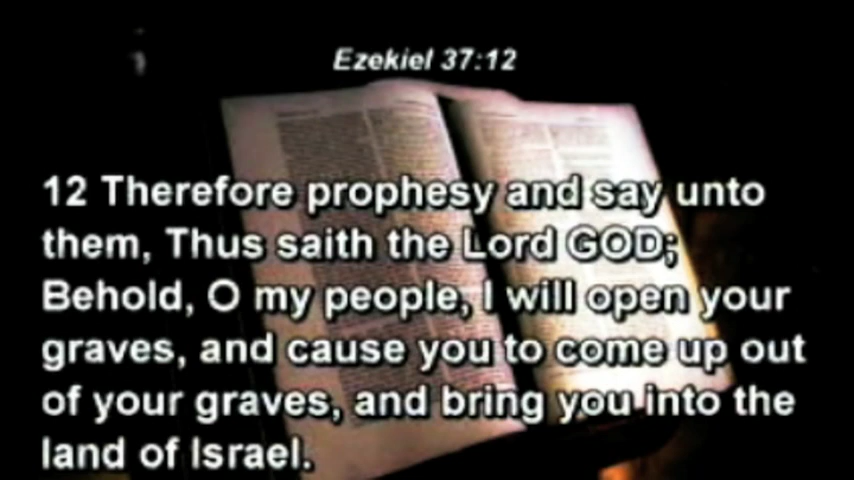 Ezekiel 37:12
12 Therefore prophesy and say unto
them, Thus saith the Lord GOD;
Behold, O my people, I will open your
graves, and cause you to come up out
of your graves, and bring you into the
land of Israel.